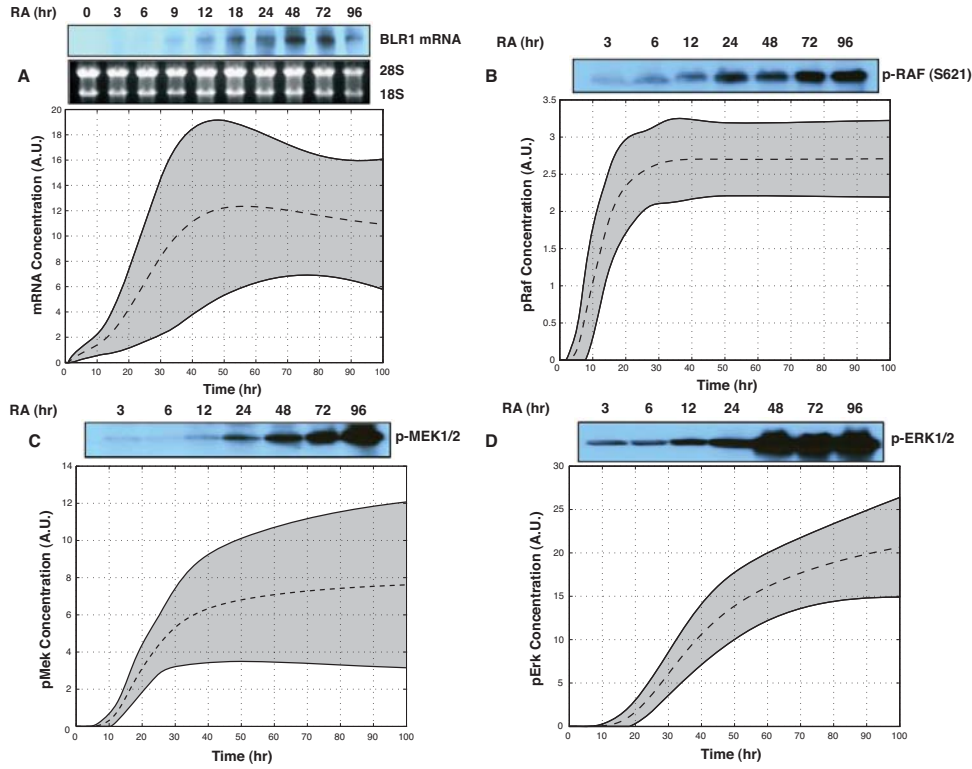 RA (hr) 0 3 6 9 12 18 24 48 72 96
BLR1 mRNA
A
28S
18S
mRNA Concentration (A.U.)
20
18
16
14
12
10
8
6
4
2
0
0 10 20 30 40 50 60 70 80 90 100
Time (hr)
RA (hr) 3 6 12 24 48 72 96
B
p-RAF (S621)
pRaf Concentration (A.U.)
3.5
3
2.5
2
1.5
1
0.5
0
0 10 20 30 40 50 60 70 80 90 100
Time (hr)
RA (hr) 3 6 12 24 48 72 96
C
p-MEK1/2
pMek Concentration (A.U.)
14
12
10
8
6
4
2
0
0 10 20 30 40 50 60 70 80 90 100
Time (hr)
RA (hr) 3 6 12 24 48 72 96
D
p-ERK1/2
pErk Concentration (A.U.)
30
25
20
15
10
5
0
0 10 20 30 40 50 60 70 80 90 100
Time (hr)